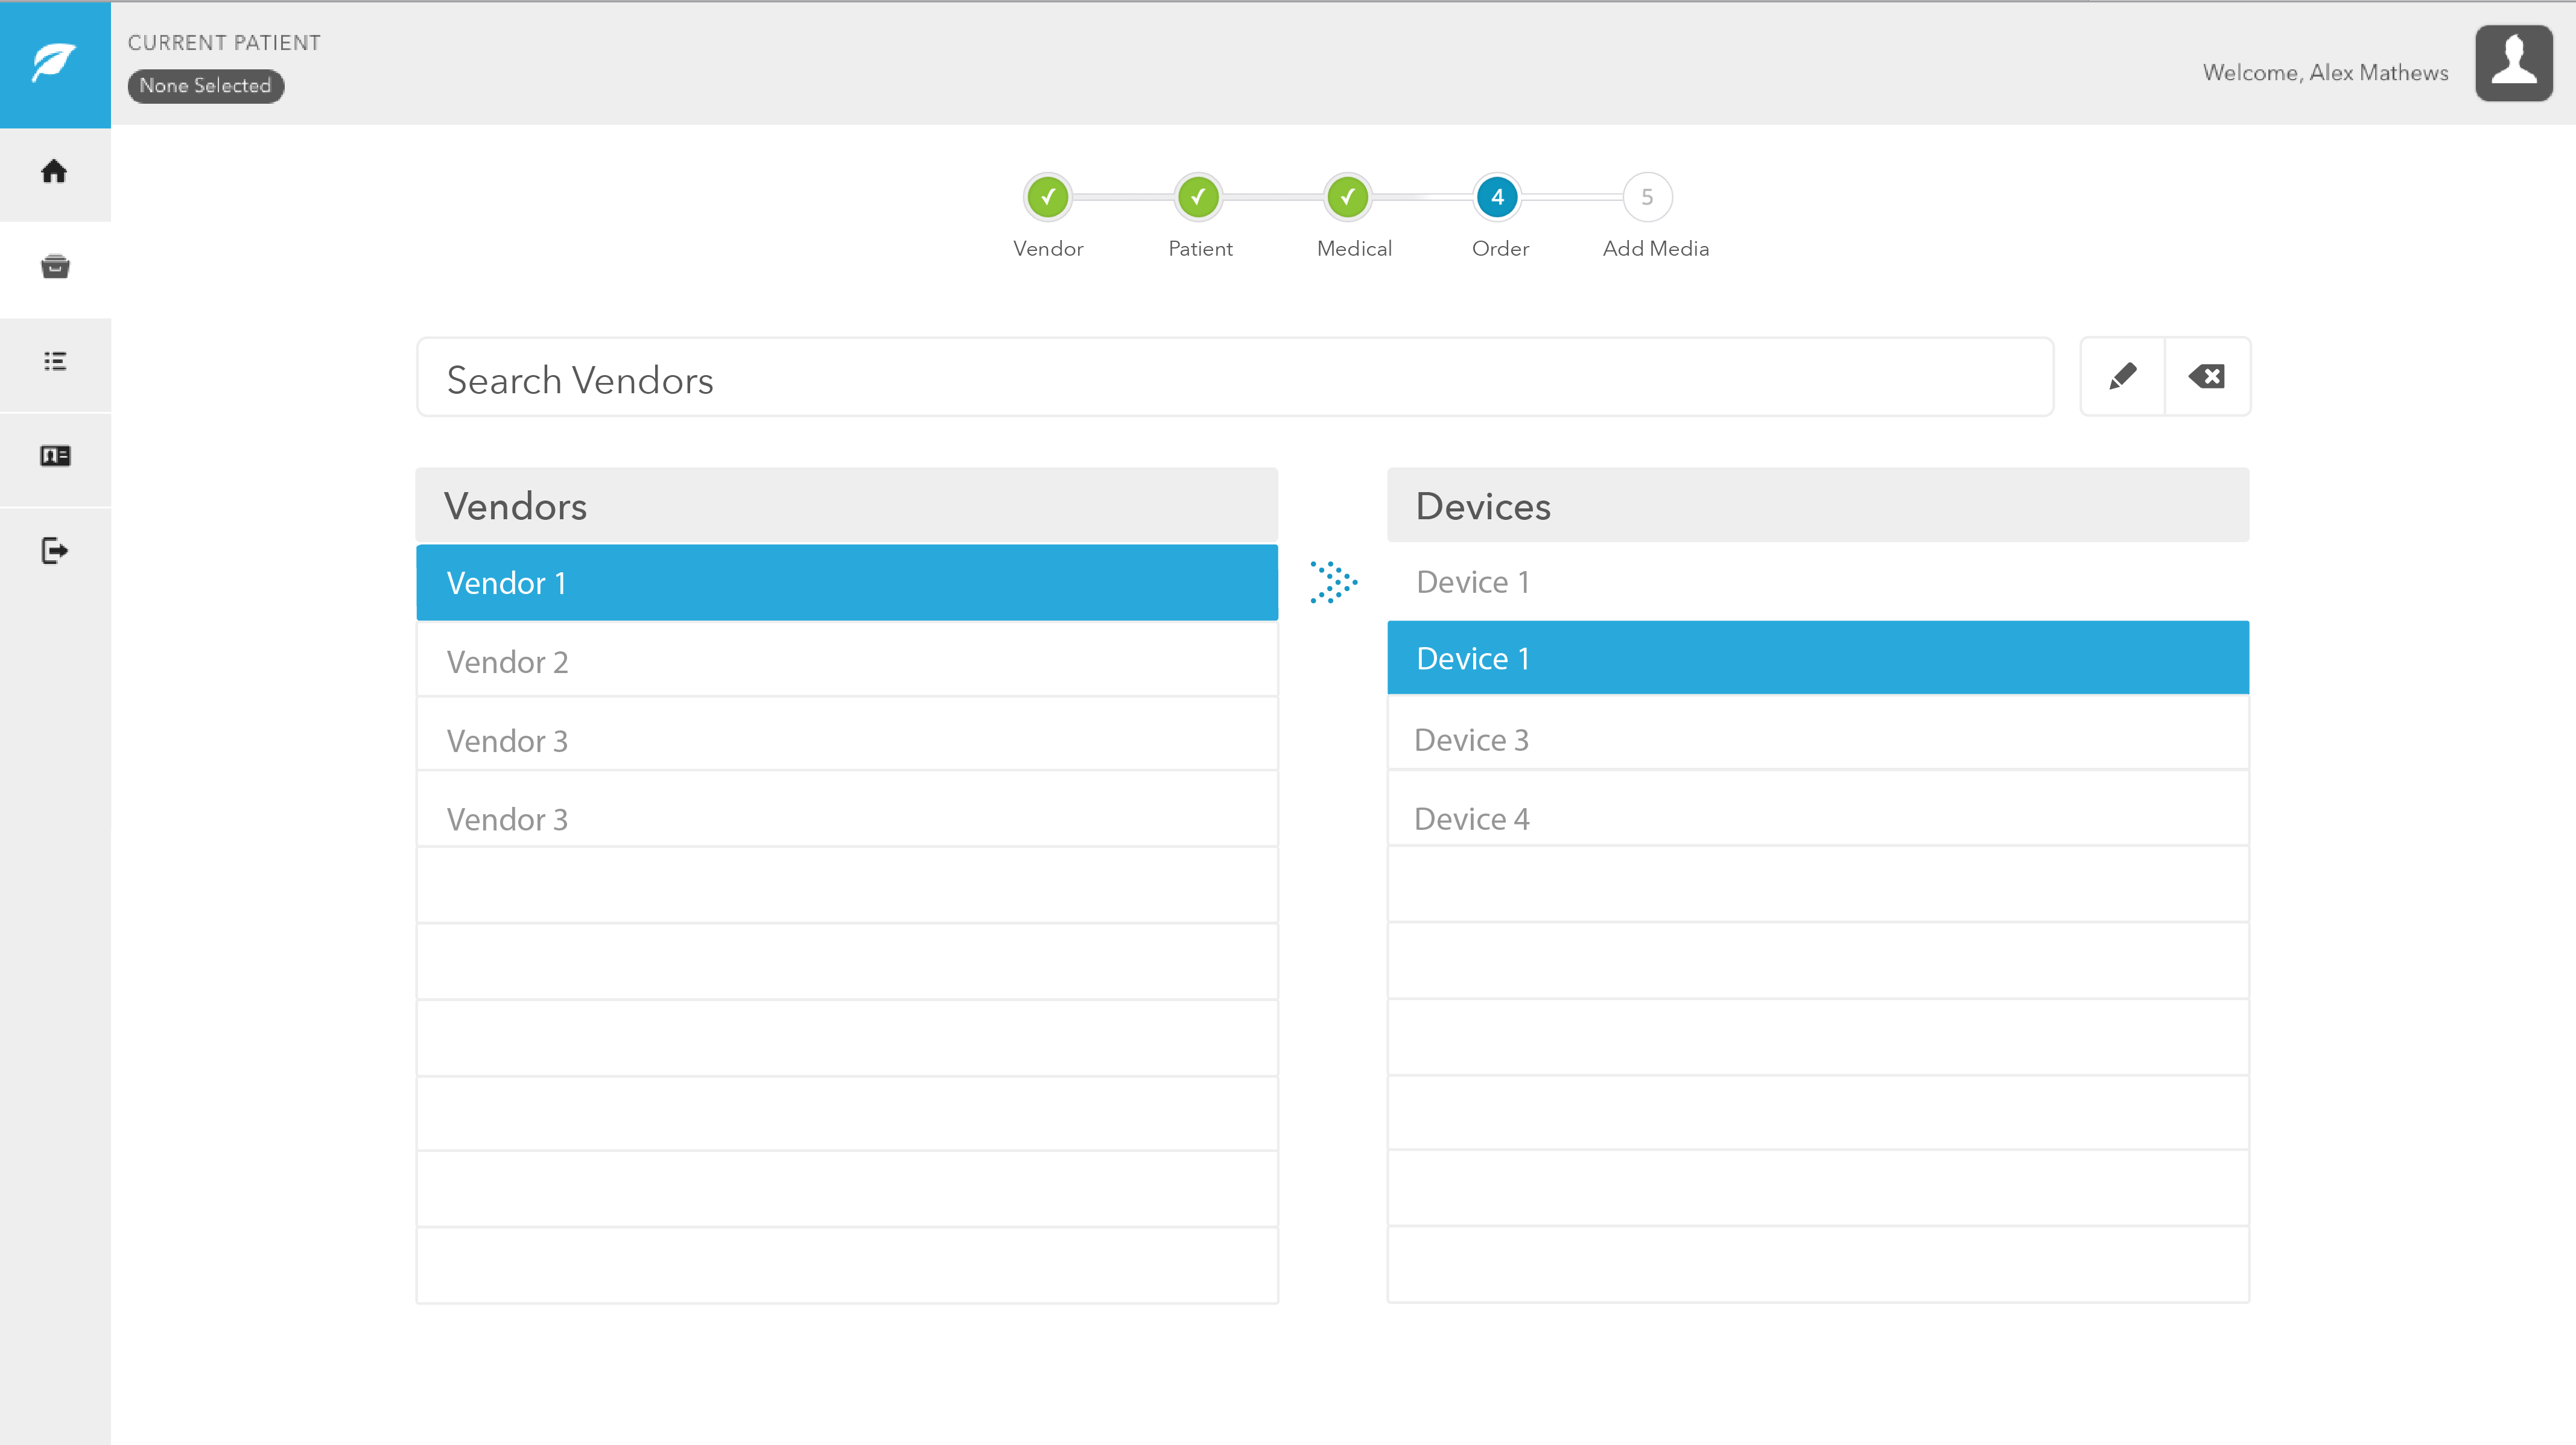 CURRENT PATIENT
None Selected
Welcome, Alex Mathews
4
5
Vendor
Patient
Medical
Order
Add Media
Search Vendors
Vendors
Devices
Vendor 1
Device 1
Vendor 2
Device 1
Vendor 3
Device 3
Vendor 3
Device 4